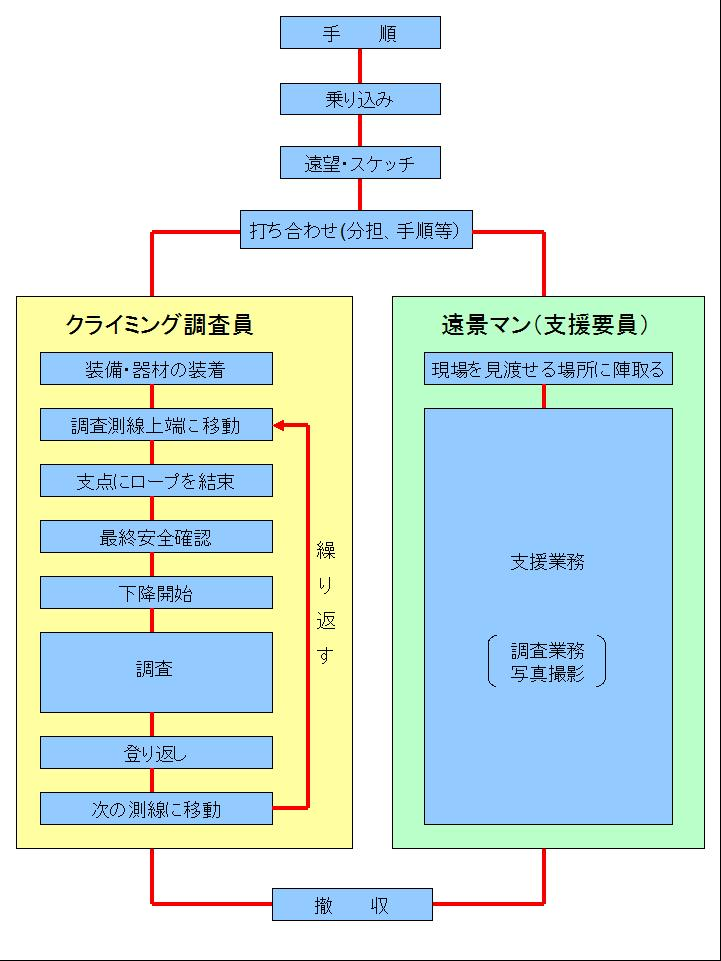 手　　順
乗り込み
遠望・スケッチ
打ち合わせ(分担、手順等)
クライミング調査員
装備・器材の装着
調査測線上端に移動
支点にロープを結束
最終安全確認
下降開始
調査
登り返し
次の測線に移動
繰り返す
遠景マン(支援要員)
現場を見渡せる場所に陣取る
支援業務
調査業務
写真撮影
撤　　収